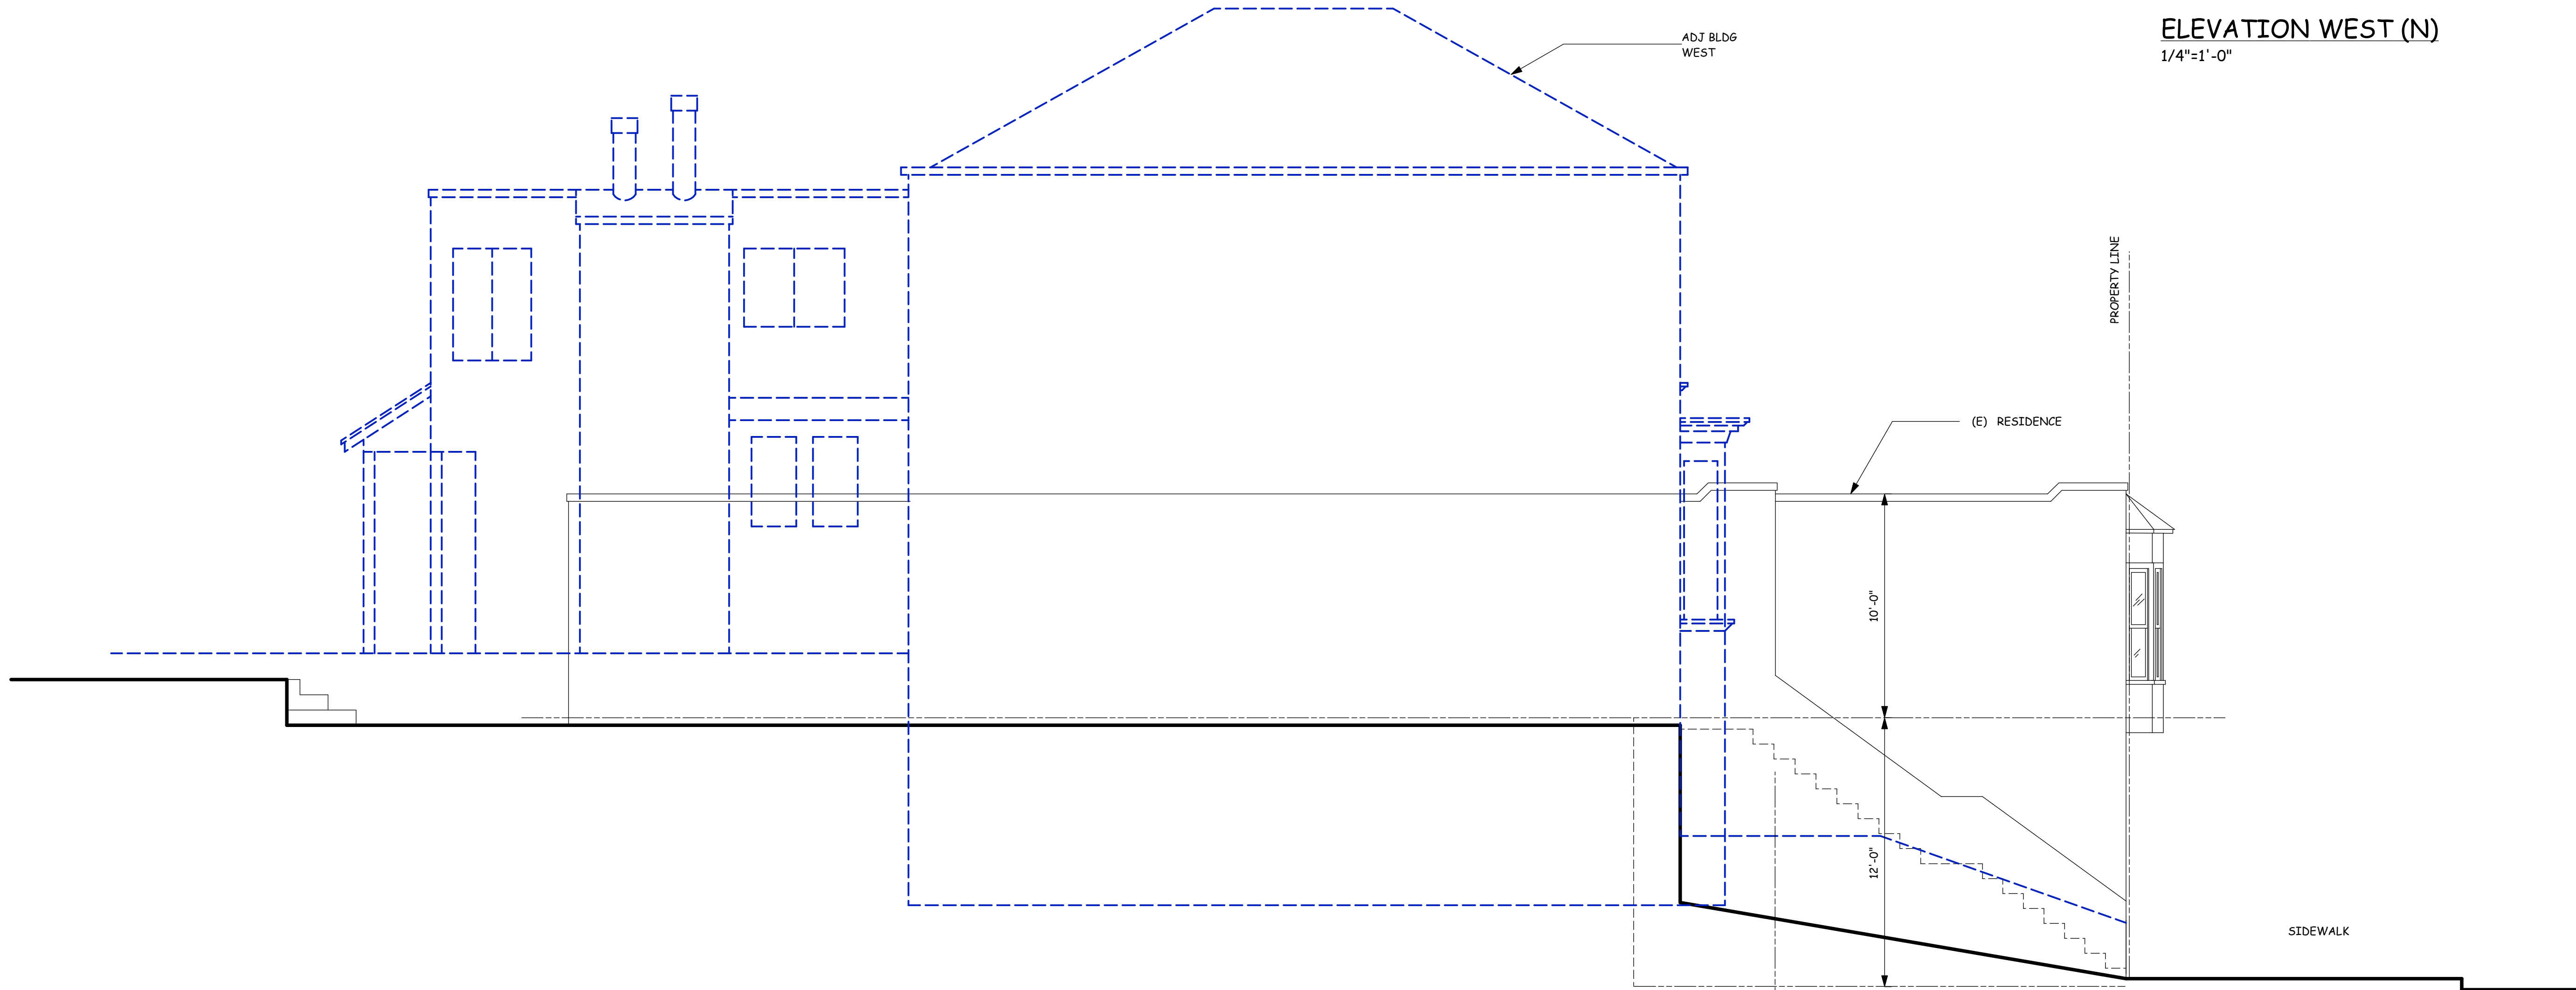 ELEVATION WEST (N)
1/4"=1'-0"
ADJ BLDG
WEST
PROPERTY LINE
(E) RESIDENCE
10'-0"
12'-0"
SIDEWALK